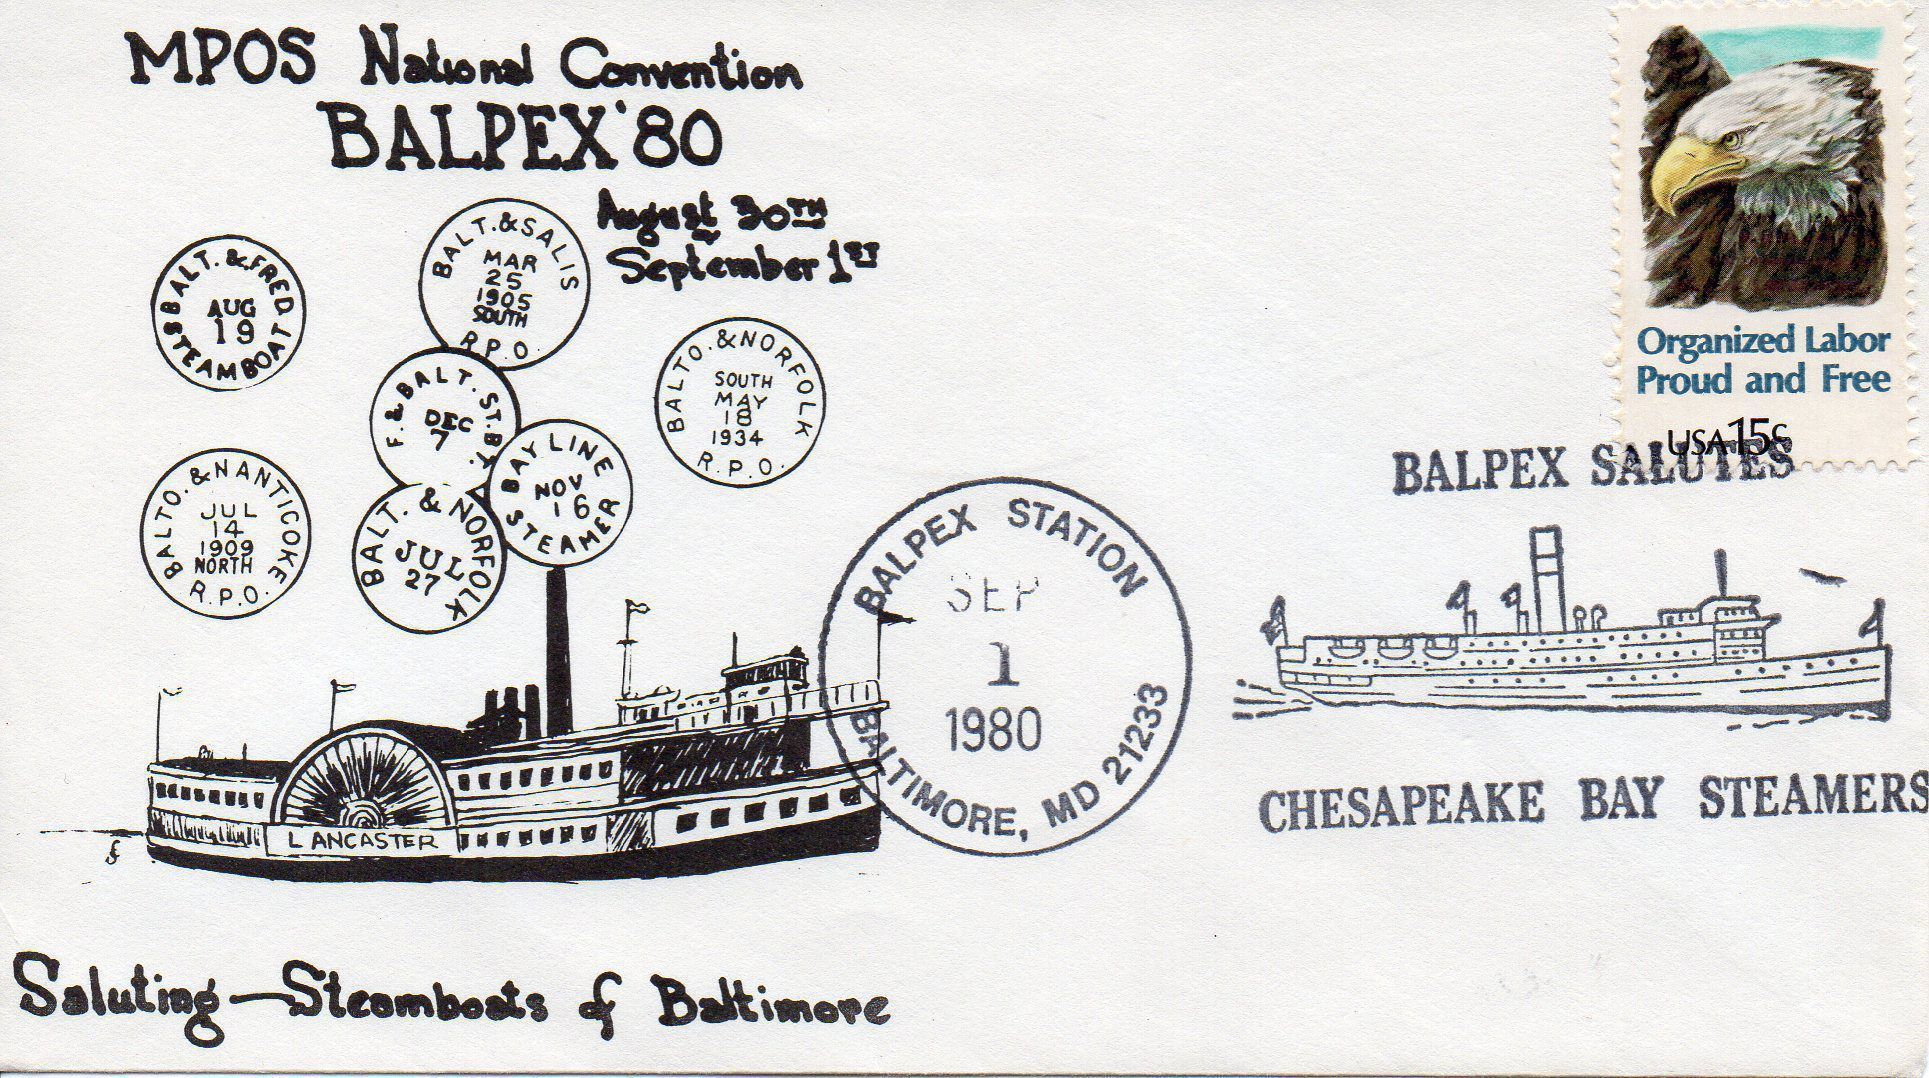 MPOS National Convention
BALPEX '80
August 30TH
September 1ST
BALT. & FRED.
AUG
19
STEAMBOAT
BALT. & SALIS
MAR
25
1905
SOUTH
R.P.O
F. & BALT. ST. BT.
DEC
7
BALTO. & NORFOLK
SOUTH
MAY
18
1934
R.P.O.
BAY LINE
NOV
16
STEAMER
BALTO. & NANTICOKE
JUL
14
1909
NORTH
R.P.O.
BALT. & NORFOLK
JUL
27
LANCASTER
Saluting — Steamboats of Baltimore
BALPEX STATION
SEP
1
1980
BALTIMORE, MD 21233
Organized Labor
Proud and Free
USA 15c
BALPEX SALUTES
CHESAPEAKE BAY STEAMERS